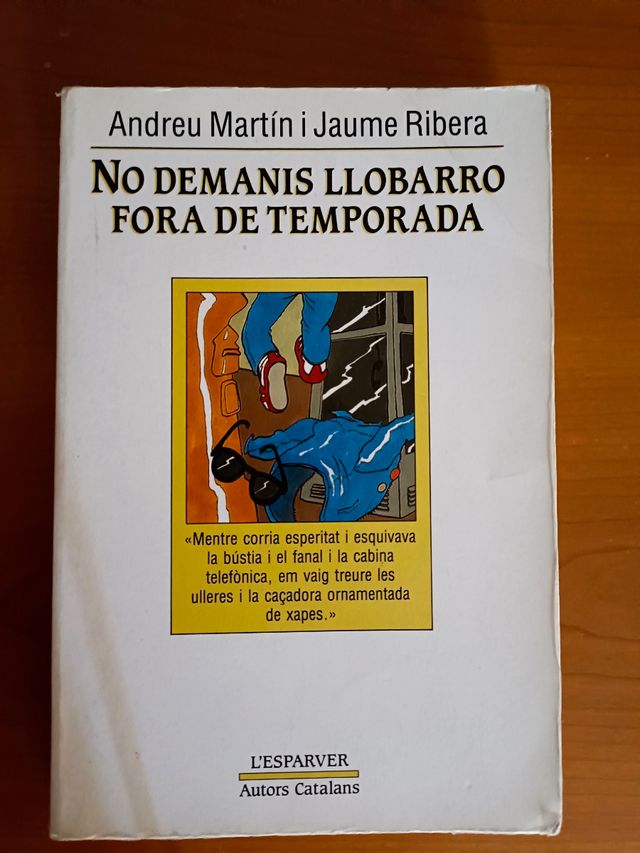 Andreu Martín i Jaume Ribera
NO DEMANIS LLOBARRO
FORA DE TEMPORADA
«Mentre corria esperitat i esquivava
la bústia i el fanal i la cabina
telefònica, em vaig treure les
ulleres i la caçadora ornamentada
de xapes.»
L'ESPARVER
Autors Catalans